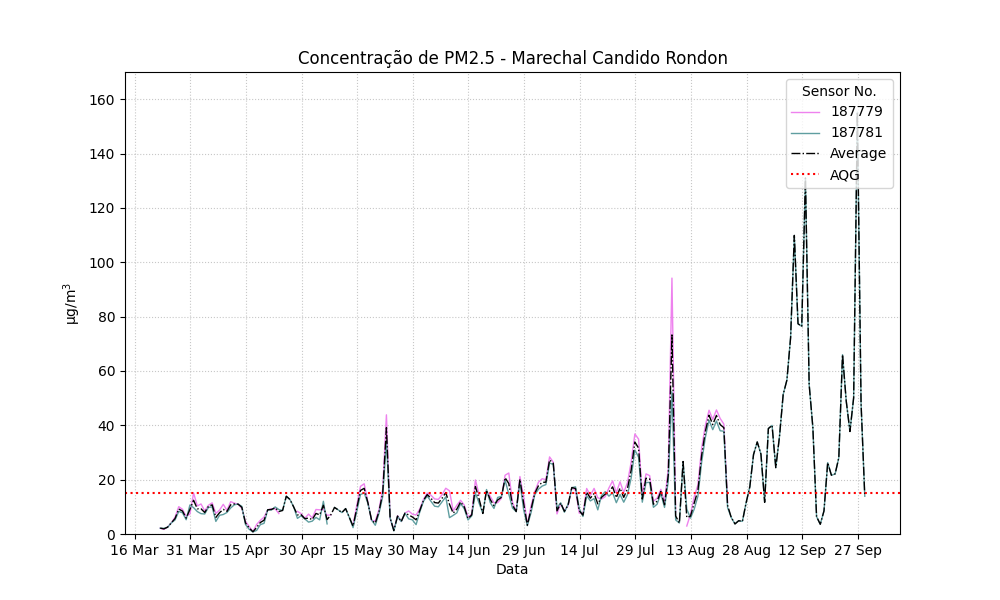 Concentração de PM2.5 - Marechal Candido Rondon
Sensor No.
187779
187781
Average
AQG
160
140
120
100
80
60
40
20
0
µg/m³
16 Mar 31 Mar 15 Apr 30 Apr 15 May 30 May 14 Jun 29 Jun 14 Jul 29 Jul 13 Aug 28 Aug 12 Sep 27 Sep
Data